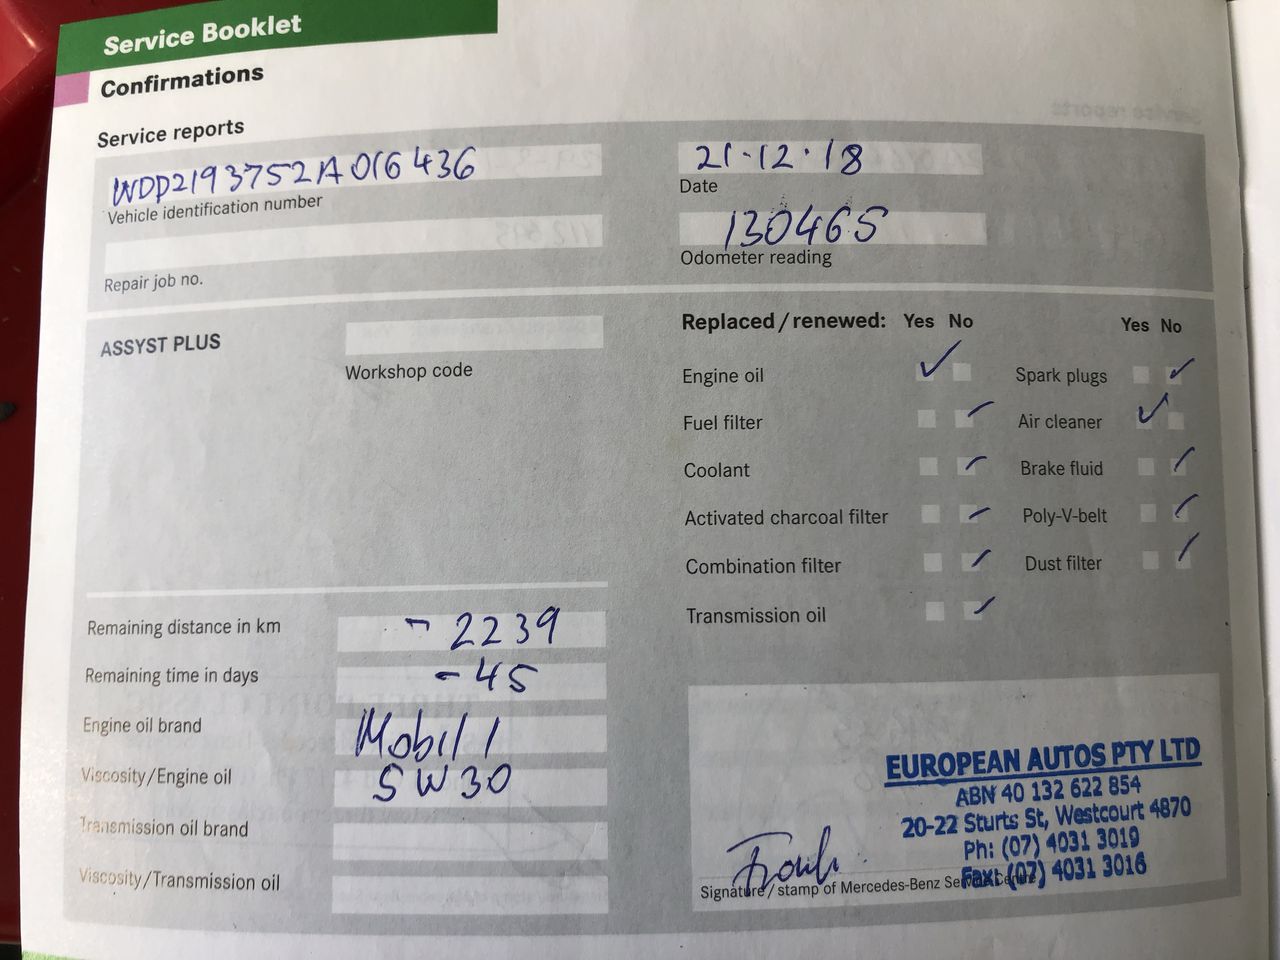 Service Booklet
Confirmations
Service reports
WDD2193752A016436
Vehicle identification number
21-12-18
Date
Repair job no.
130465
Odometer reading
ASSYST PLUS
Workshop code
Replaced / renewed: Yes No Yes No
Engine oil
Spark plugs
Fuel filter
Air cleaner
Coolant
Brake fluid
Activated charcoal filter
Poly-V-belt
Combination filter
Dust filter
Transmission oil
Remaining distance in km - 2239
Remaining time in days - 45
Engine oil brand Mobil 1
Viscosity/Engine oil 5W30
Transmission oil brand
Viscosity/Transmission oil
EUROPEAN AUTOS PTY LTD
ABN 40 132 622 854
20-22 Sturts St, Westcourt 4870
Ph: (07) 4031 3019
Fax: (07) 4031 3016
Signature / stamp of Mercedes-Benz Service Centre